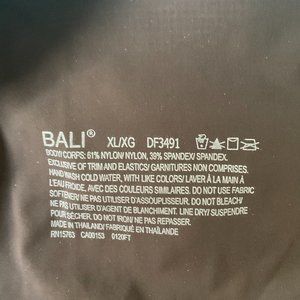 BALI® XL/XG DF3491
BODY/ CORPS: 61% NYLON/ NYLON, 39% SPANDEX/ SPANDEX.
EXCLUSIVE OF TRIM AND ELASTICS/ GARNITURES NON COMPRISES.
HAND WASH COLD WATER, WITH LIKE COLORS/ LAVER À LA MAIN À
L'EAU FROIDE, AVEC DES COULEURS SIMILAIRES. DO NOT USE FABRIC
SOFTENER/ NE PAS UTILISER D'ASSOUPLISSEUR. DO NOT BLEACH/
NE PAS UTILISER D'AGENT DE BLANCHIMENT. LINE DRY/ SUSPENDRE
POUR SÉCHER. DO NOT IRON/ NE PAS REPASSER.
MADE IN THAILAND/ FABRIQUÉ EN THAÏLANDE
RN15763 CA00153 0120FT